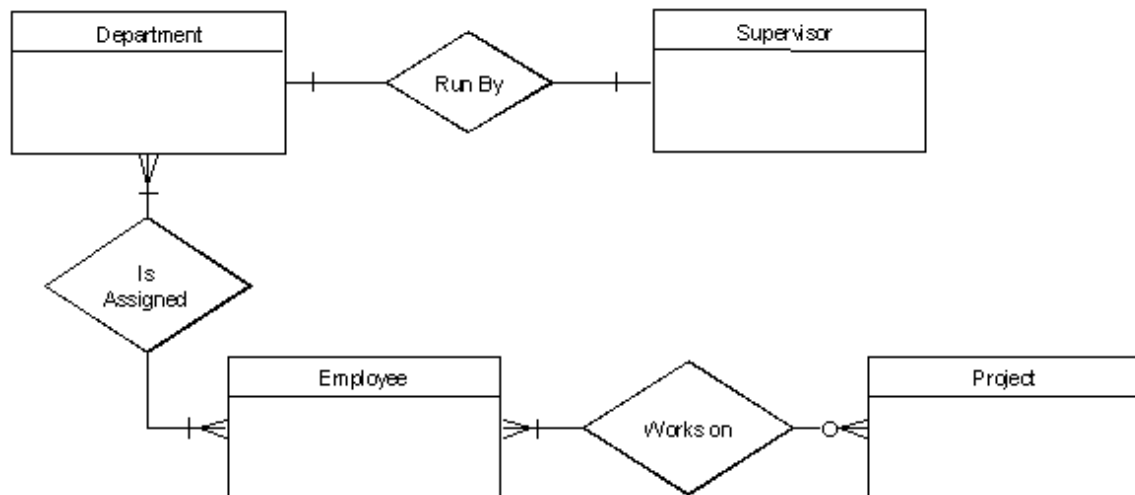 Department
Supervisor
Run By
Is
Assigned
Employee
Works on
Project